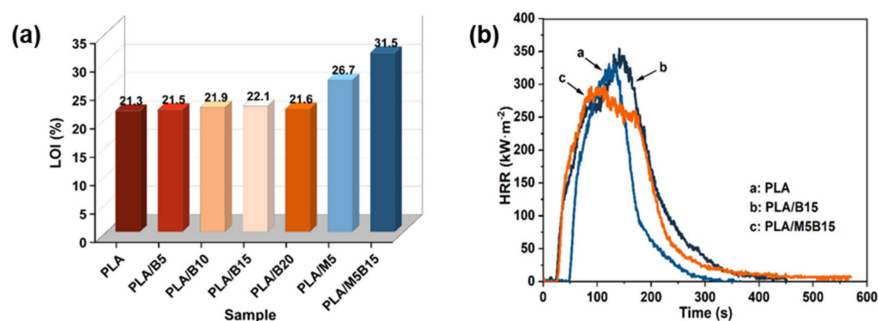 (a)
35
30
25
20
15
10
5
0
LOI (%)
21.3
21.5
21.9
22.1
21.6
26.7
31.5
PLA
PLA/B5
PLA/B10
PLA/B15
PLA/B20
PLA/M5
PLA/M5B15
Sample
(b)
400
350
300
250
200
150
100
50
0
HRR (kW·m⁻²)
a
b
c
a: PLA
b: PLA/B15
c: PLA/M5B15
0 100 200 300 400 500 600
Time (s)